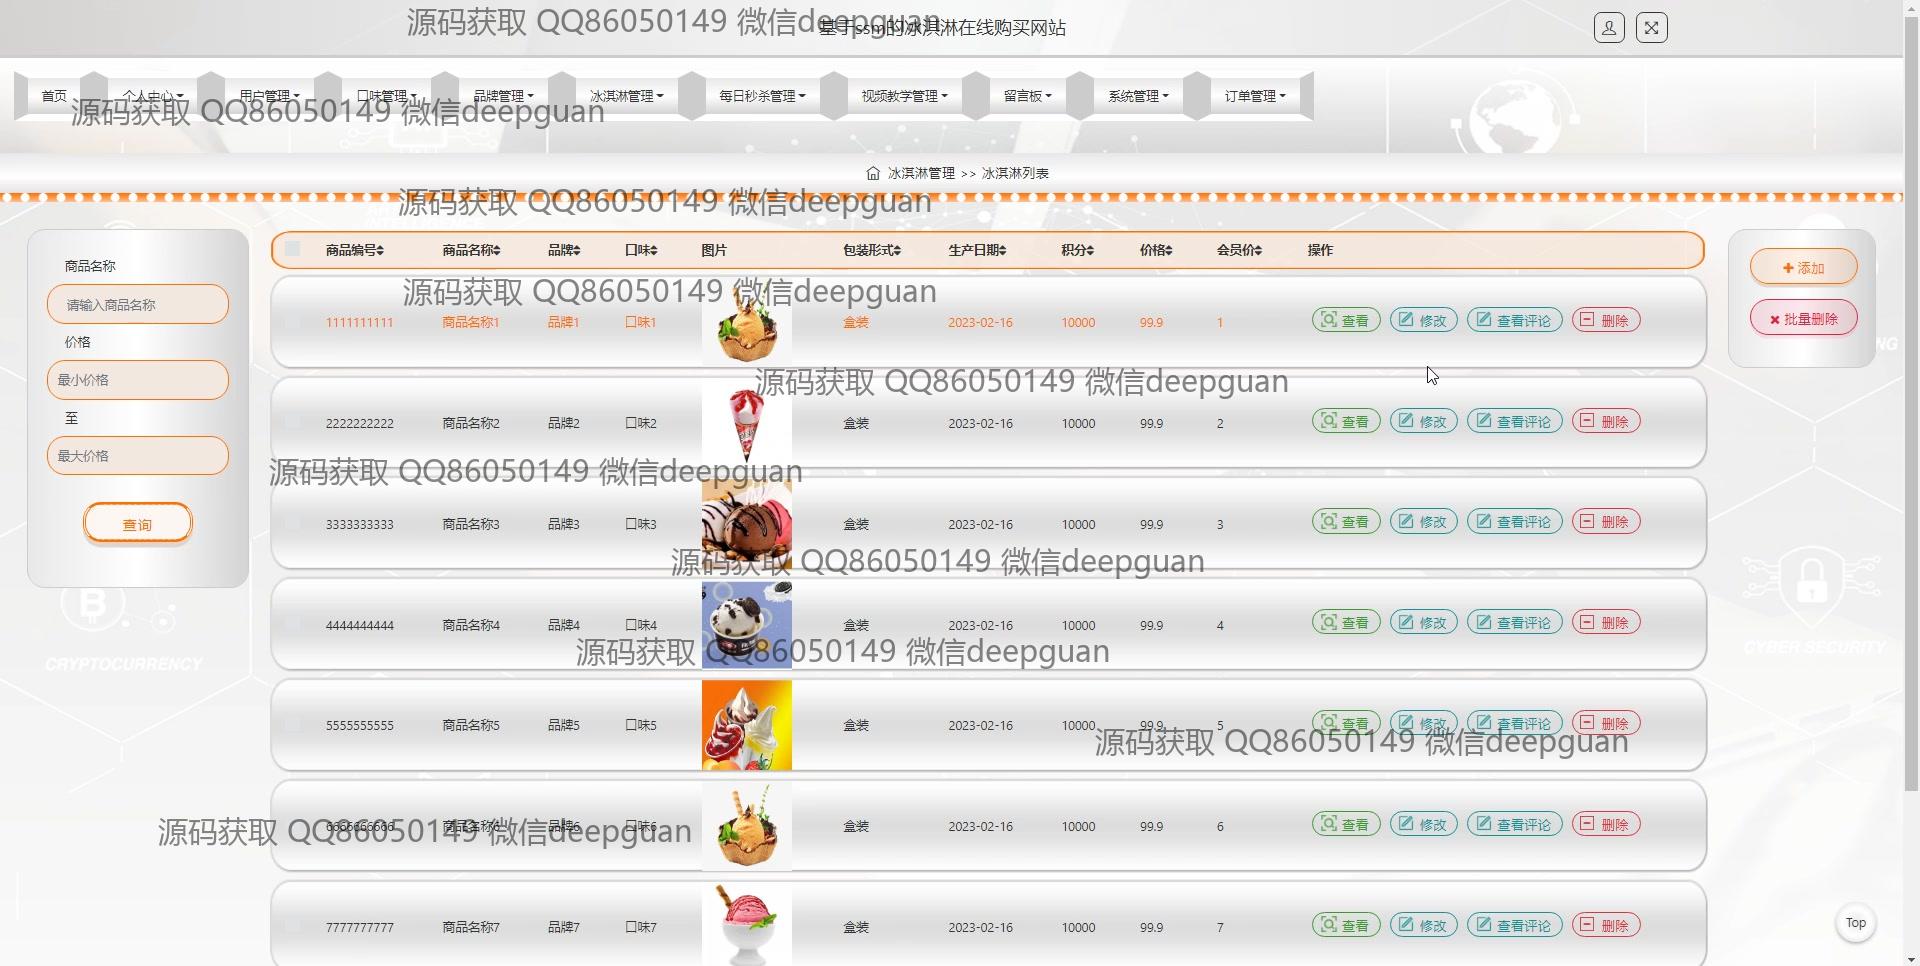 源码获取 QQ86050149 微信deepguan
基于ssm的冰淇淋在线购买网站
首页 个人中心 用户管理 口味管理 品牌管理 冰淇淋管理 每日秒杀管理 视频教学管理 留言板 系统管理 订单管理
源码获取 QQ86050149 微信deepguan
冰淇淋管理 >> 冰淇淋列表
源码获取 QQ86050149 微信deepguan
商品编号 商品名称 品牌 口味 图片 包装形式 生产日期 积分 价格 会员价 操作
商品名称
请输入商品名称
价格
最小价格
至
最大价格
查询
添加
批量删除
源码获取 QQ86050149 微信deepguan
1111111111 商品名称1 品牌1 口味1 盒装 2023-02-16 10000 99.9 1 查看 修改 查看评论 删除
源码获取 QQ86050149 微信deepguan
2222222222 商品名称2 品牌2 口味2 盒装 2023-02-16 10000 99.9 2 查看 修改 查看评论 删除
源码获取 QQ86050149 微信deepguan
3333333333 商品名称3 品牌3 口味3 盒装 2023-02-16 10000 99.9 3 查看 修改 查看评论 删除
源码获取 QQ86050149 微信deepguan
4444444444 商品名称4 品牌4 口味4 盒装 2023-02-16 10000 99.9 4 查看 修改 查看评论 删除
源码获取 QQ86050149 微信deepguan
CRYPTOCURRENCY
CYBER SECURITY
5555555555 商品名称5 品牌5 口味5 盒装 2023-02-16 10000 99.9 5 查看 修改 查看评论 删除
源码获取 QQ86050149 微信deepguan
6666666666 商品名称6 品牌6 口味6 盒装 2023-02-16 10000 99.9 6 查看 修改 查看评论 删除
源码获取 QQ86050149 微信deepguan
7777777777 商品名称7 品牌7 口味7 盒装 2023-02-16 10000 99.9 7 查看 修改 查看评论 删除
Top